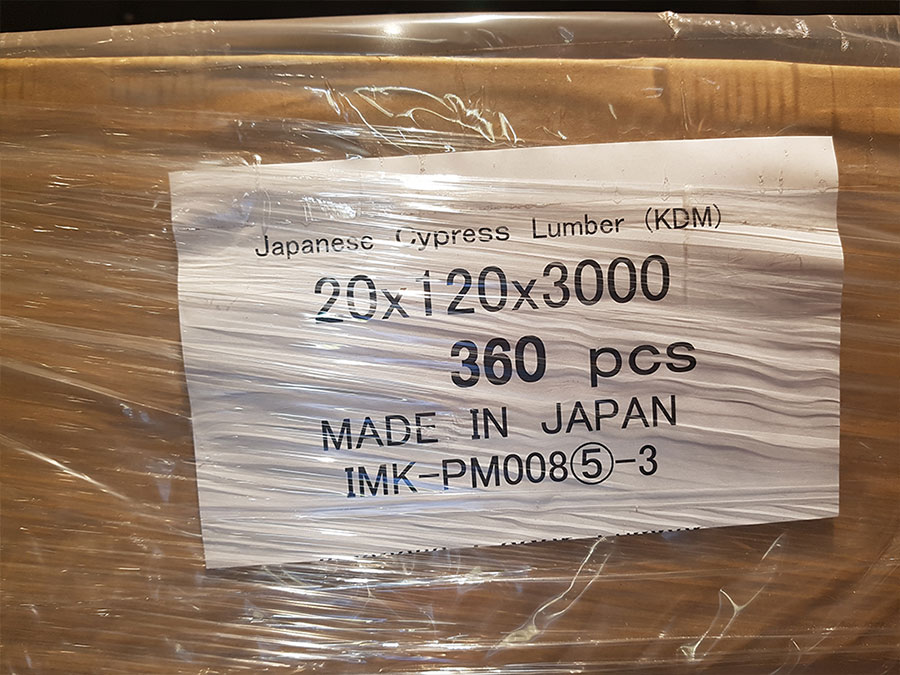 Japanese Cypress Lumber (KDM)
20x120x3000
360 pcs
MADE IN JAPAN
IMK-PM008⑤-3